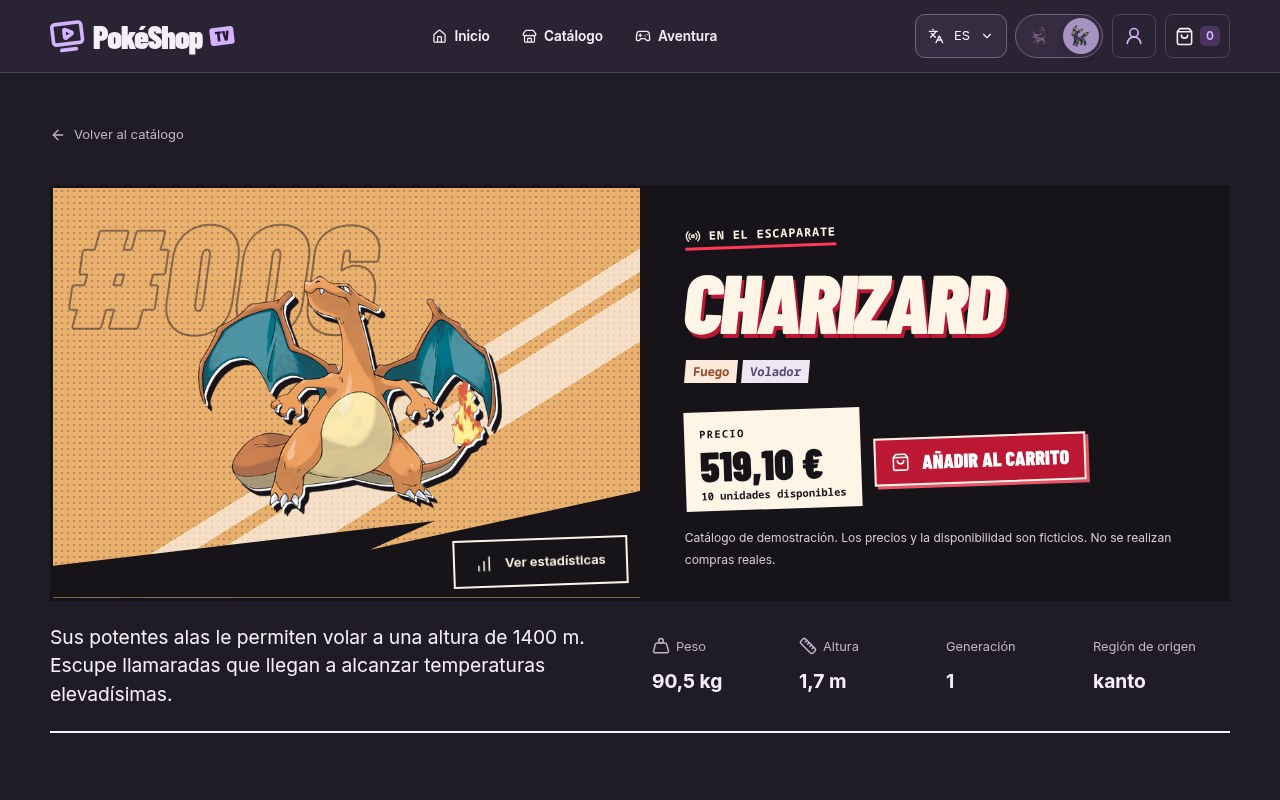 PokéShop TV
Inicio
Catálogo
Aventura
ES
0
Volver al catálogo
#006
Ver estadísticas
EN EL ESCAPARATE
CHARIZARD
Fuego
Volador
PRECIO
519,10 €
10 unidades disponibles
AÑADIR AL CARRITO
Catálogo de demostración. Los precios y la disponibilidad son ficticios. No se realizan
compras reales.
Sus potentes alas le permiten volar a una altura de 1400 m.
Escupe llamaradas que llegan a alcanzar temperaturas
elevadísimas.
Peso
90,5 kg
Altura
1,7 m
Generación
1
Región de origen
kanto